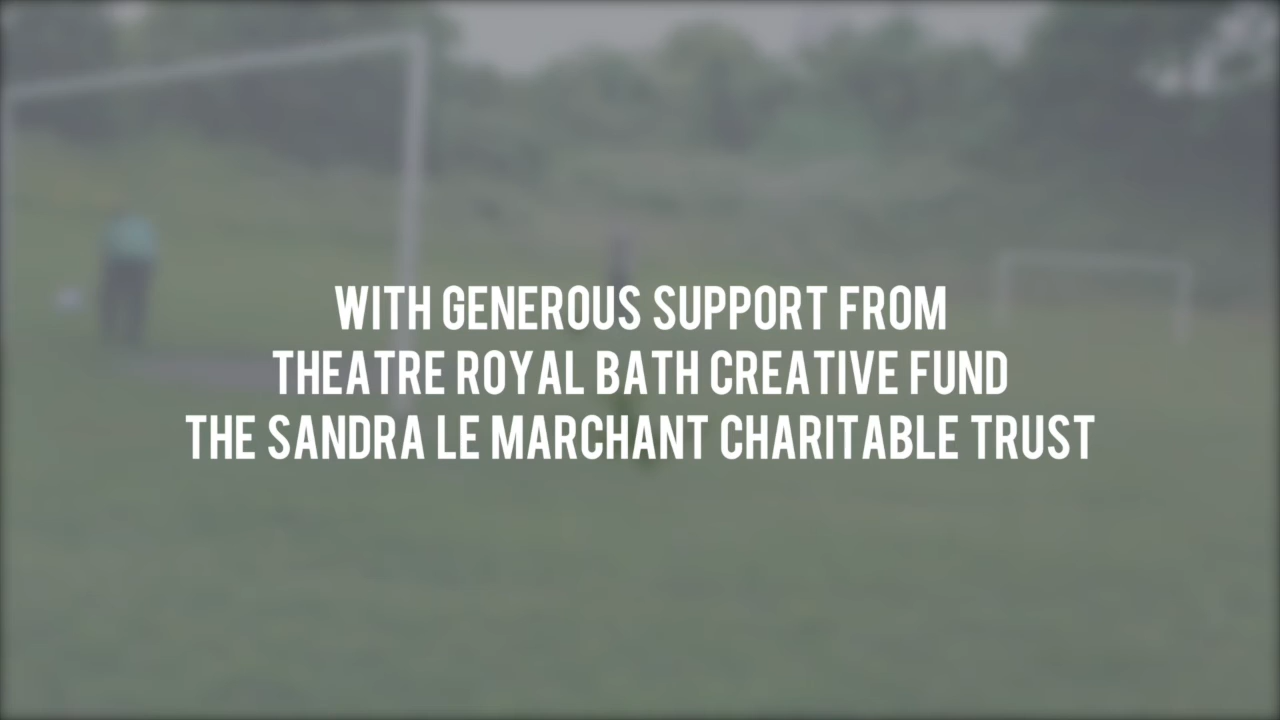 WITH GENEROUS SUPPORT FROM
THEATRE ROYAL BATH CREATIVE FUND
THE SANDRA LE MARCHANT CHARITABLE TRUST